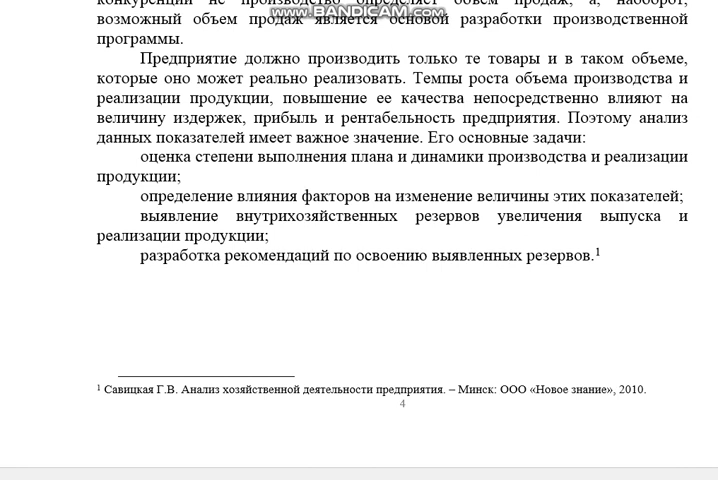 конкуренции не производство определяет объем продаж, а, наоборот,
www.BANDICAM.com
возможный объем продаж является основой разработки производственной
программы.
Предприятие должно производить только те товары и в таком объеме,
которые оно может реально реализовать. Темпы роста объема производства и
реализации продукции, повышение ее качества непосредственно влияют на
величину издержек, прибыль и рентабельность предприятия. Поэтому анализ
данных показателей имеет важное значение. Его основные задачи:
оценка степени выполнения плана и динамики производства и реализации
продукции;
определение влияния факторов на изменение величины этих показателей;
выявление внутрихозяйственных резервов увеличения выпуска и
реализации продукции;
разработка рекомендаций по освоению выявленных резервов.¹
¹ Савицкая Г.В. Анализ хозяйственной деятельности предприятия. – Минск: ООО «Новое знание», 2010.
4